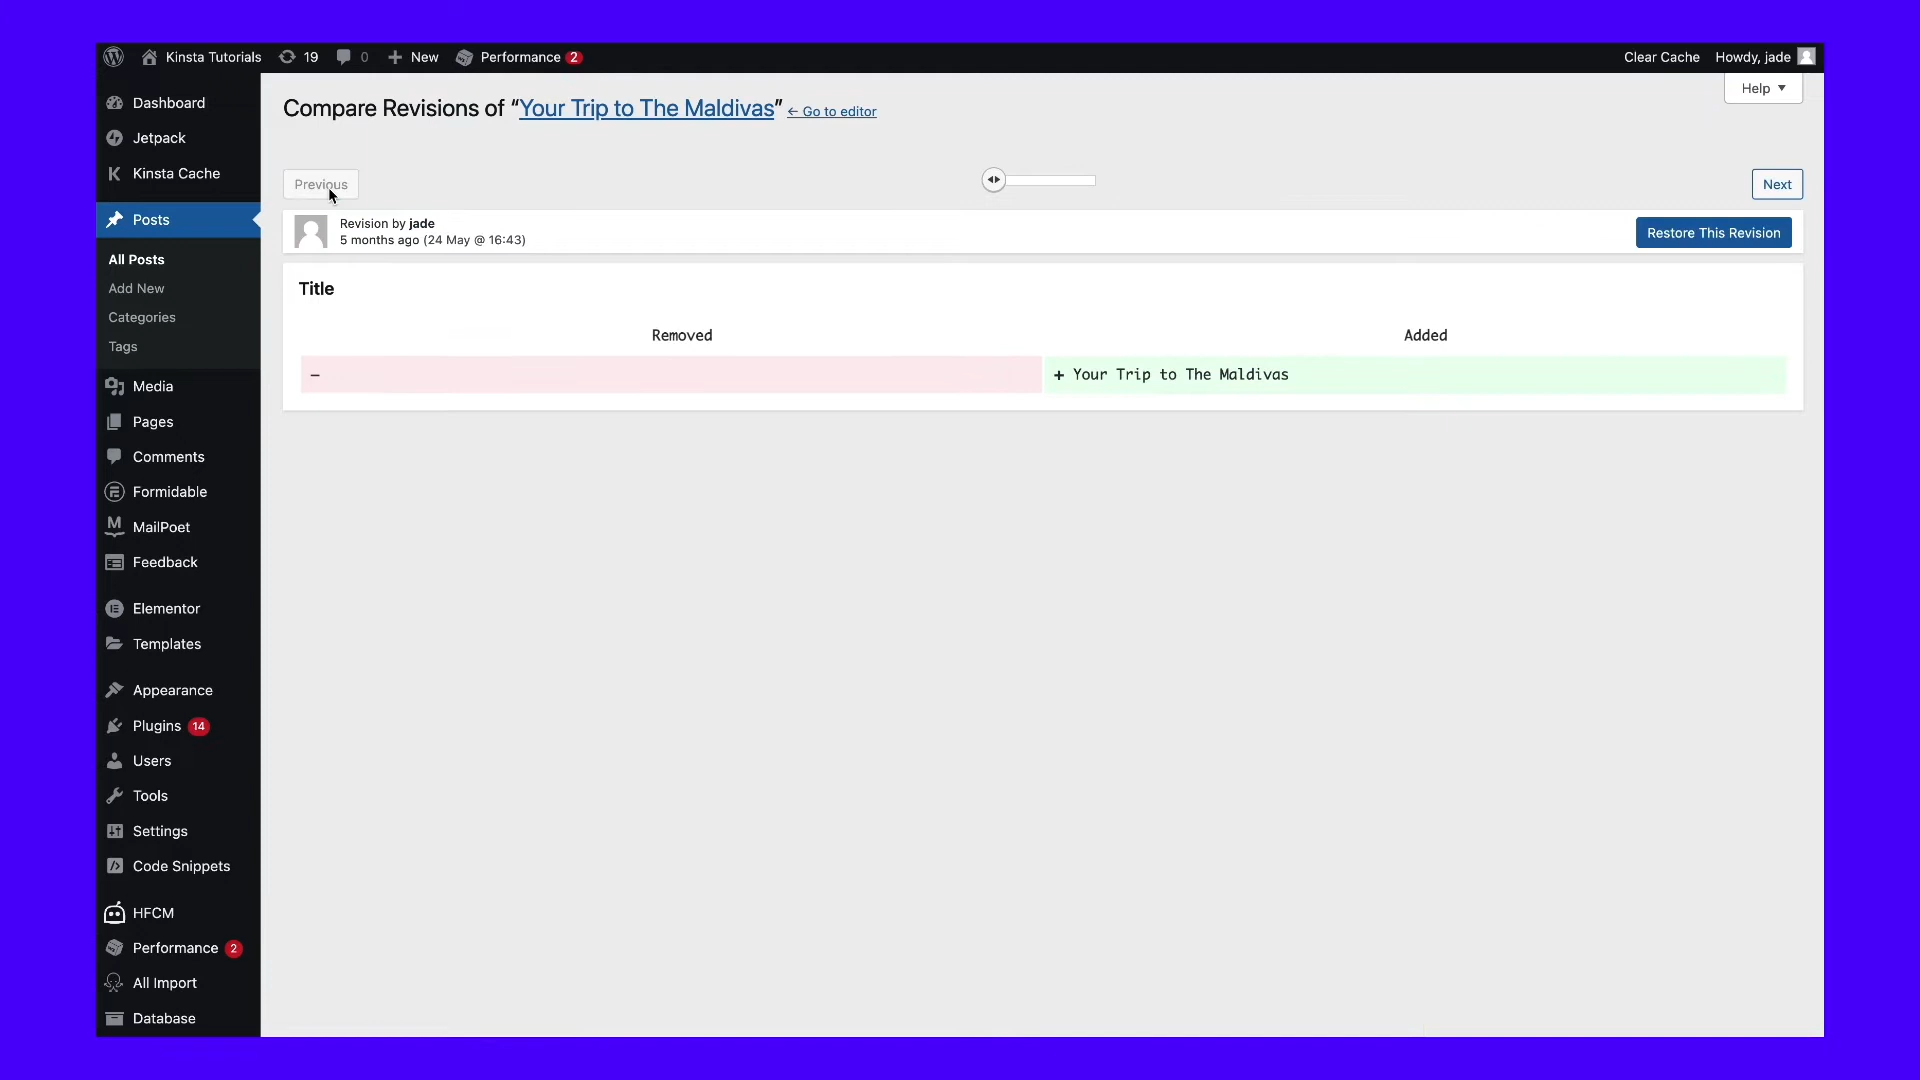 Kinsta Tutorials 19 0 + New Performance 2 Clear Cache Howdy, jade
Help ▼
Compare Revisions of “Your Trip to The Maldivas” ← Go to editor
Previous
Next
Revision by jade
5 months ago (24 May @ 16:43)
Restore This Revision
Title
Removed Added
– + Your Trip to The Maldivas
Dashboard
Jetpack
Kinsta Cache
Posts
All Posts
Add New
Categories
Tags
Media
Pages
Comments
Formidable
MailPoet
Feedback
Elementor
Templates
Appearance
Plugins 14
Users
Tools
Settings
Code Snippets
HFCM
Performance 2
All Import
Database